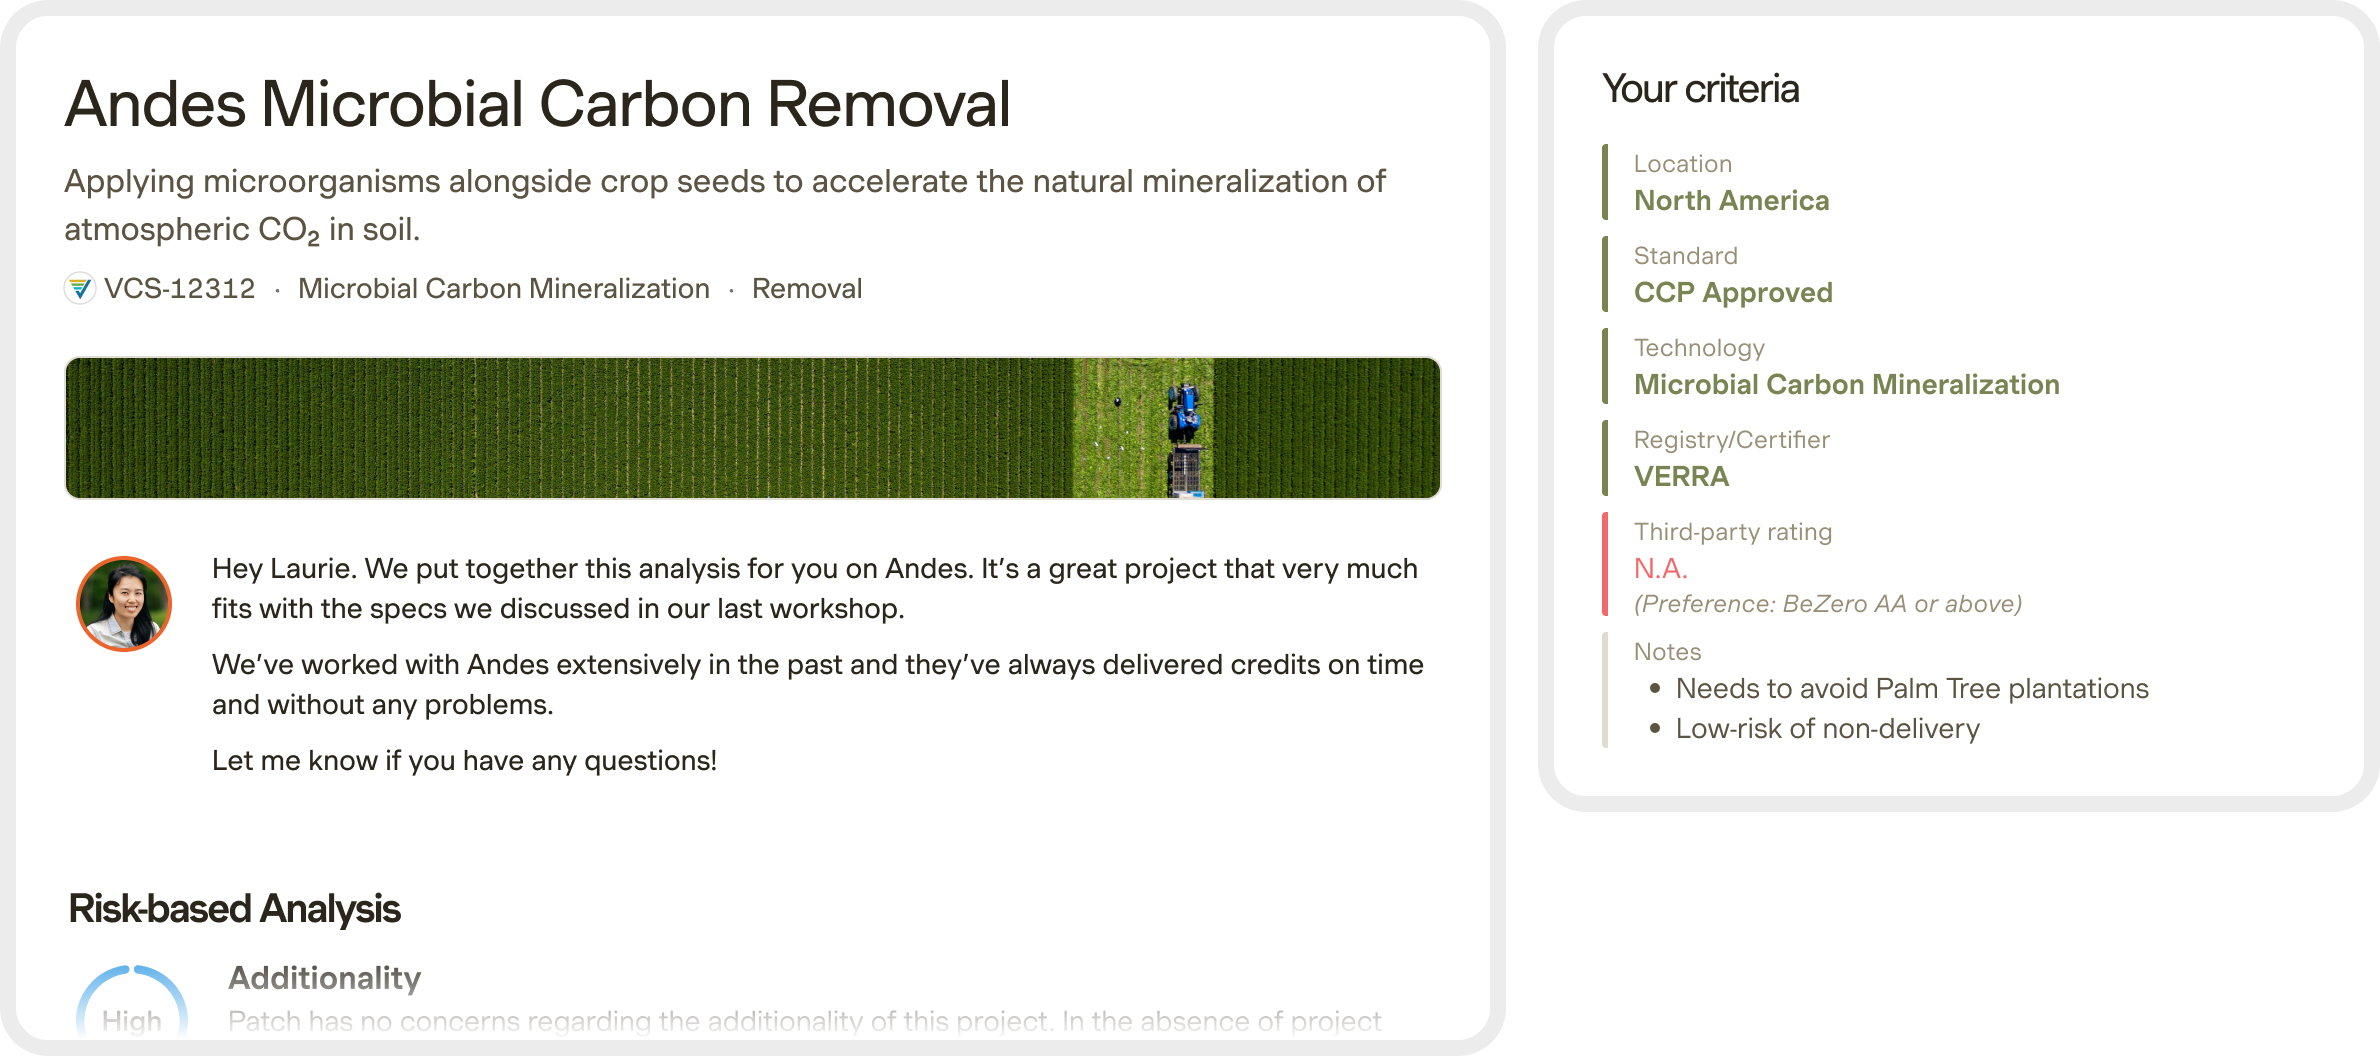 Andes Microbial Carbon Removal
Applying microorganisms alongside crop seeds to accelerate the natural mineralization of
atmospheric CO₂ in soil.
VCS-12312 · Microbial Carbon Mineralization · Removal
Hey Laurie. We put together this analysis for you on Andes. It’s a great project that very much
fits with the specs we discussed in our last workshop.
We’ve worked with Andes extensively in the past and they’ve always delivered credits on time
and without any problems.
Let me know if you have any questions!
Risk-based Analysis
High
Additionality
Patch has no concerns regarding the additionality of this project. In the absence of project
Your criteria
Location
North America
Standard
CCP Approved
Technology
Microbial Carbon Mineralization
Registry/Certifier
VERRA
Third-party rating
N.A.
(Preference: BeZero AA or above)
Notes
• Needs to avoid Palm Tree plantations
• Low-risk of non-delivery